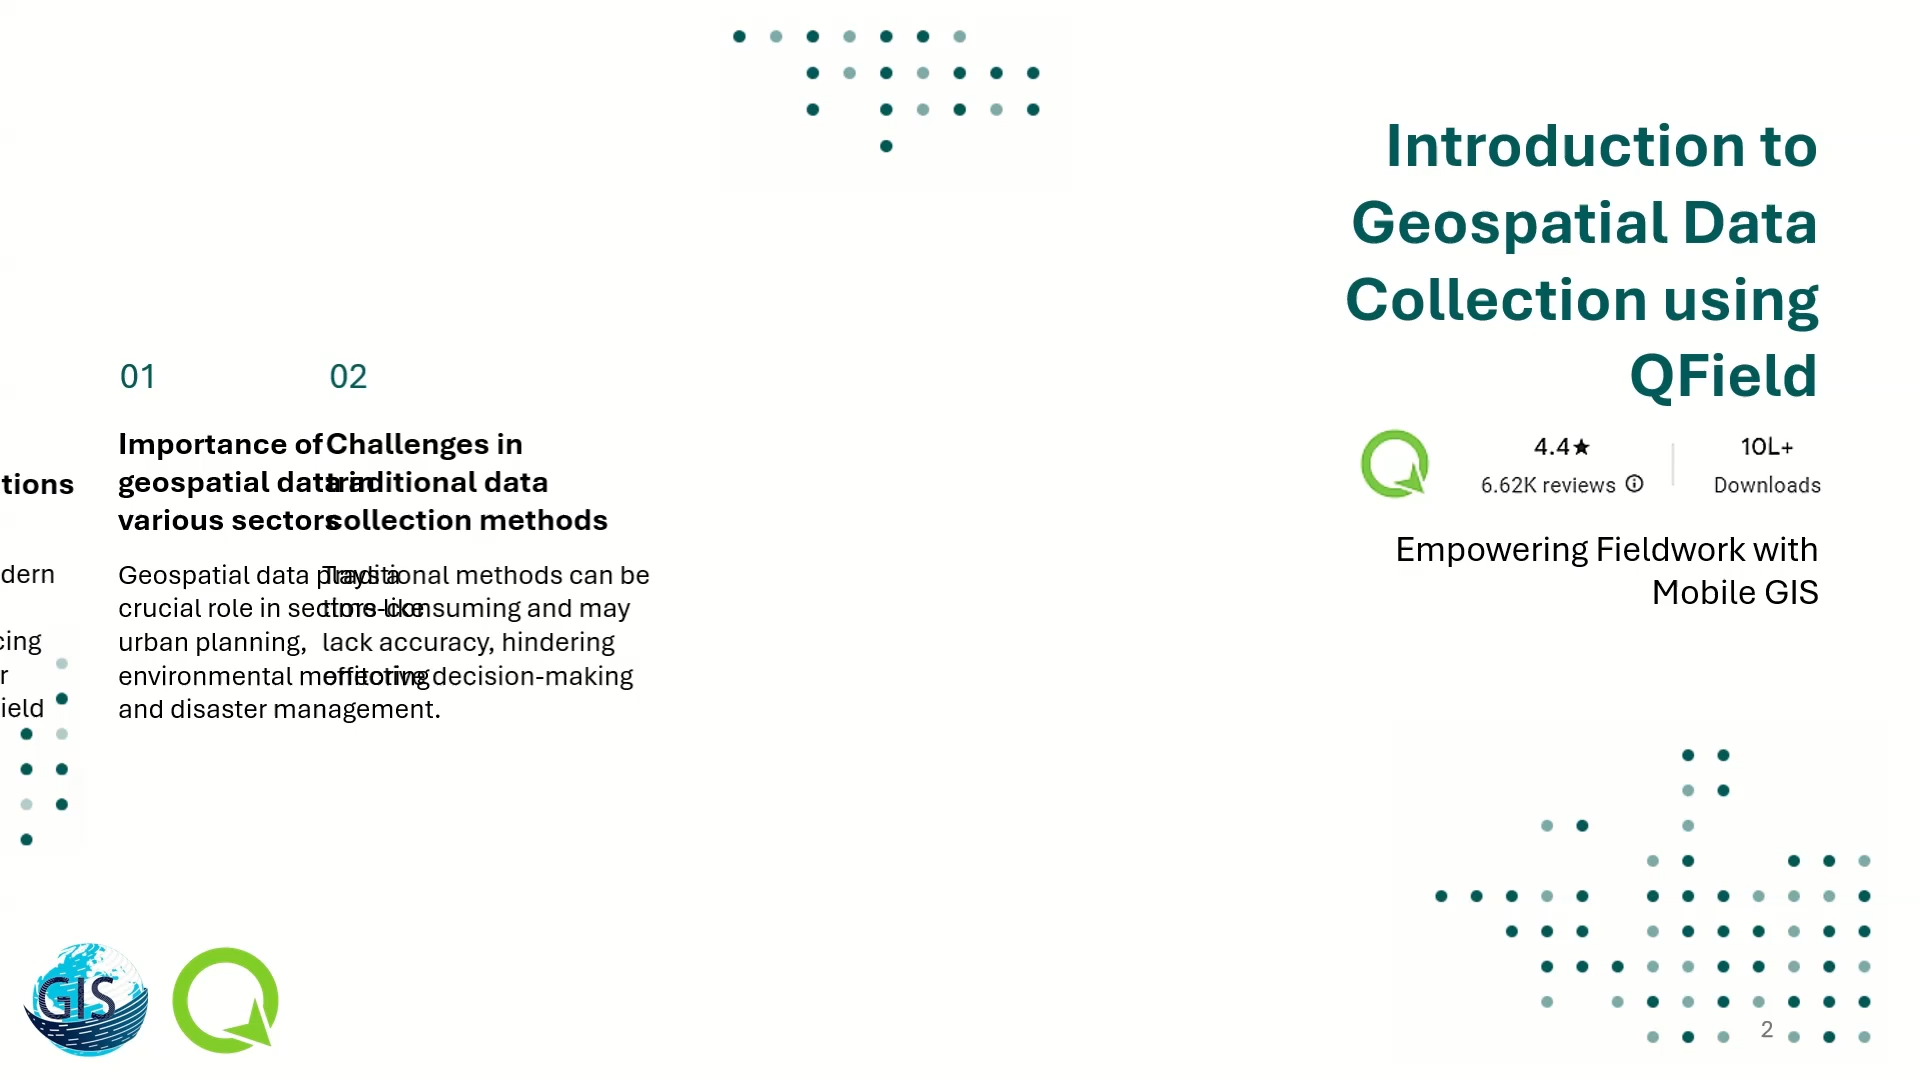 Introduction to
Geospatial Data
Collection using
QField
4.4★
6.62K reviews
10L+
Downloads
Empowering Fieldwork with
Mobile GIS
tions
dern
cing
r
ield
01
Importance of
geospatial data in
various sectors
Geospatial data plays a
crucial role in sectors like
urban planning,
environmental monitoring
and disaster management.
02
Challenges in
traditional data
collection methods
Traditional methods can be
time-consuming and may
lack accuracy, hindering
effective decision-making
GIS
2